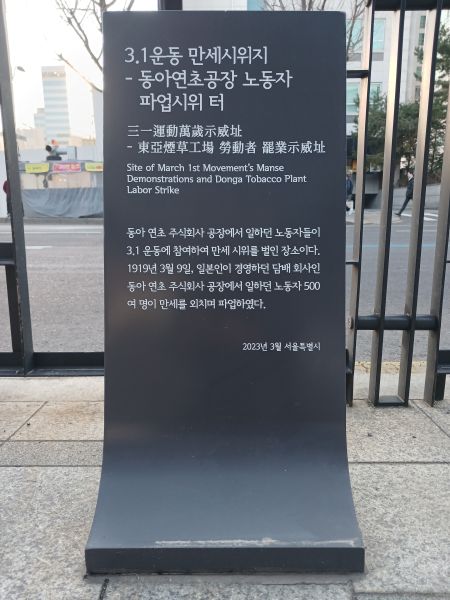 3.1운동 만세시위지
- 동아연초공장 노동자
파업시위 터
三一運動萬歲示威址
- 東亞煙草工場 勞動者 罷業示威址
Site of March 1st Movement's Manse
Demonstrations and Donga Tobacco Plant
Labor Strike
동아 연초 주식회사 공장에서 일하던 노동자들이
3.1 운동에 참여하여 만세 시위를 벌인 장소이다.
1919년 3월 9일, 일본인이 경영하던 담배 회사인
동아 연초 주식회사 공장에서 일하던 노동자 500
여 명이 만세를 외치며 파업하였다.
2023년 3월 서울특별시